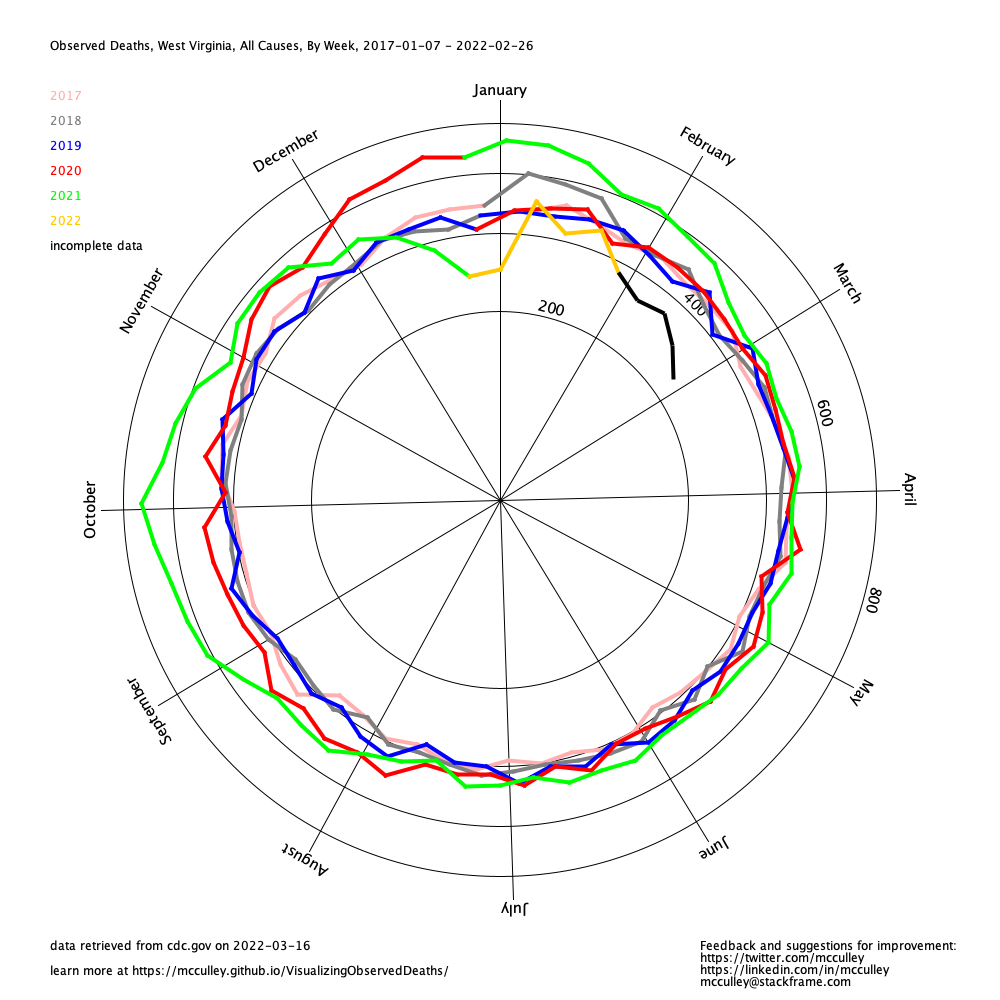 Observed Deaths, West Virginia, All Causes, By Week, 2017-01-07 - 2022-02-26
January
2017
2018
2019
2020
2021
2022
incomplete data
February
March
April
May
June
July
August
September
October
November
December
200
400
600
800
data retrieved from cdc.gov on 2022-03-16
learn more at https://mcculley.github.io/VisualizingObservedDeaths/
Feedback and suggestions for improvement:
https://twitter.com/mcculley
https://linkedin.com/in/mcculley
mcculley@stackframe.com